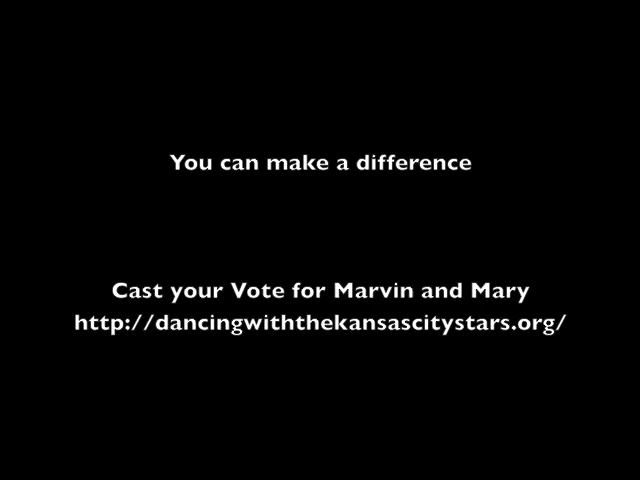 You can make a difference
Cast your Vote for Marvin and Mary
http://dancingwiththekansascitystars.org/